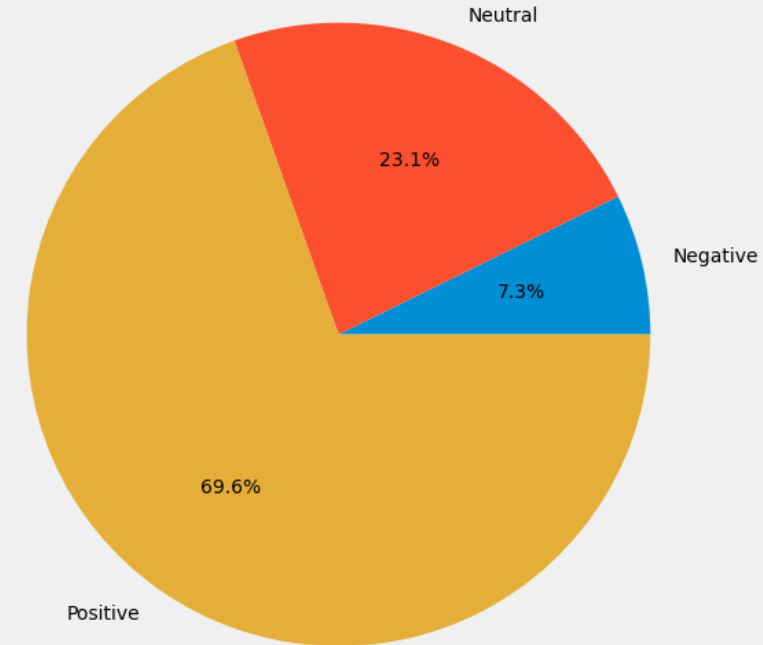 Neutral
23.1%
Negative
7.3%
69.6%
Positive